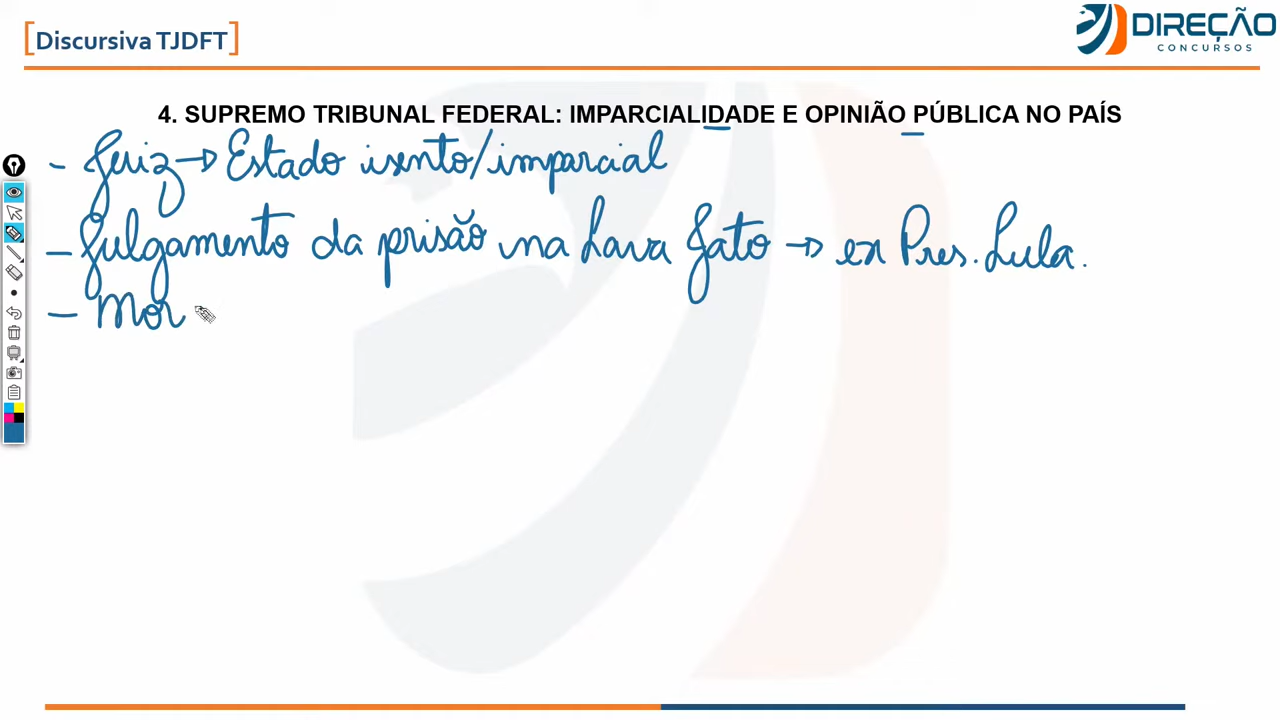 [Discursiva TJDFT]
DIREÇÃO
CONCURSOS
4. SUPREMO TRIBUNAL FEDERAL: IMPARCIALIDADE E OPINIÃO PÚBLICA NO PAÍS
- Juiz → Estado isento/imparcial
- Julgamento da prisão na Lava Jato → ex Pres. Lula.
- Mor